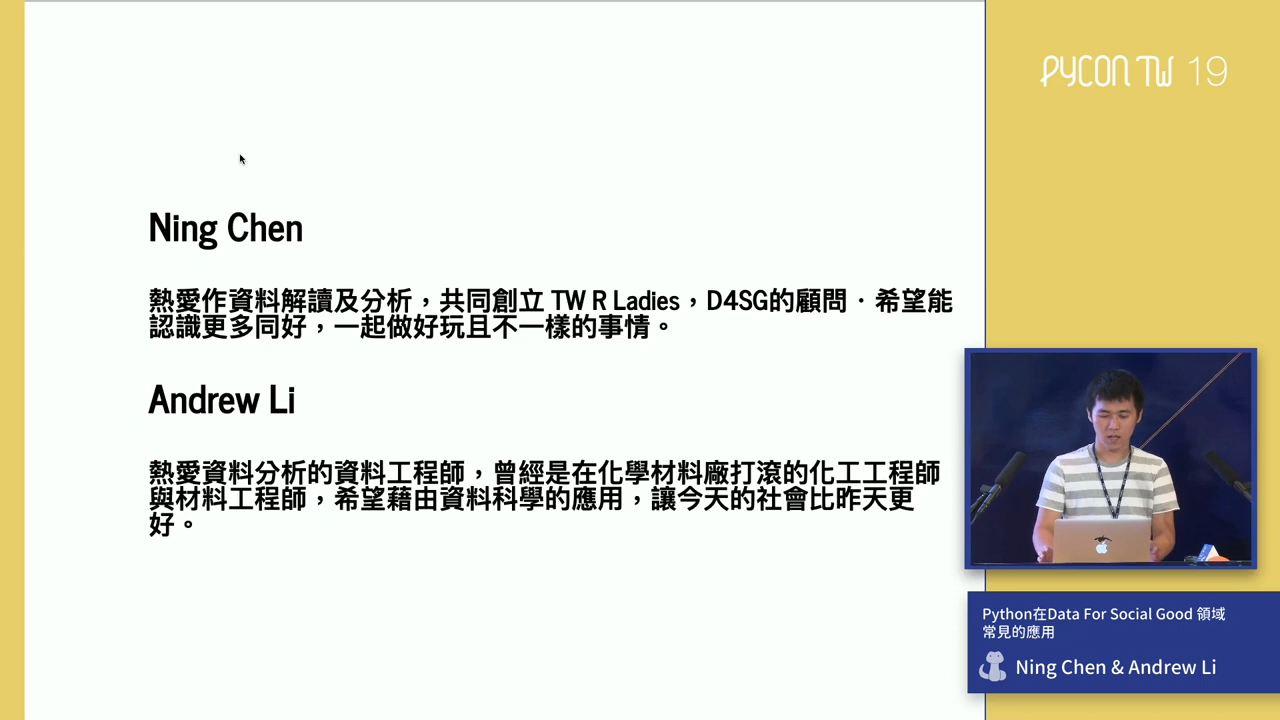 PYCON TW 19
Ning Chen
熱愛作資料解讀及分析，共同創立 TW R Ladies，D4SG的顧問．希望能
認識更多同好，一起做好玩且不一樣的事情。
Andrew Li
熱愛資料分析的資料工程師，曾經是在化學材料廠打滾的化工工程師
與材料工程師，希望藉由資料科學的應用，讓今天的社會比昨天更
好。
Python在Data For Social Good 領域
常見的應用
Ning Chen & Andrew Li